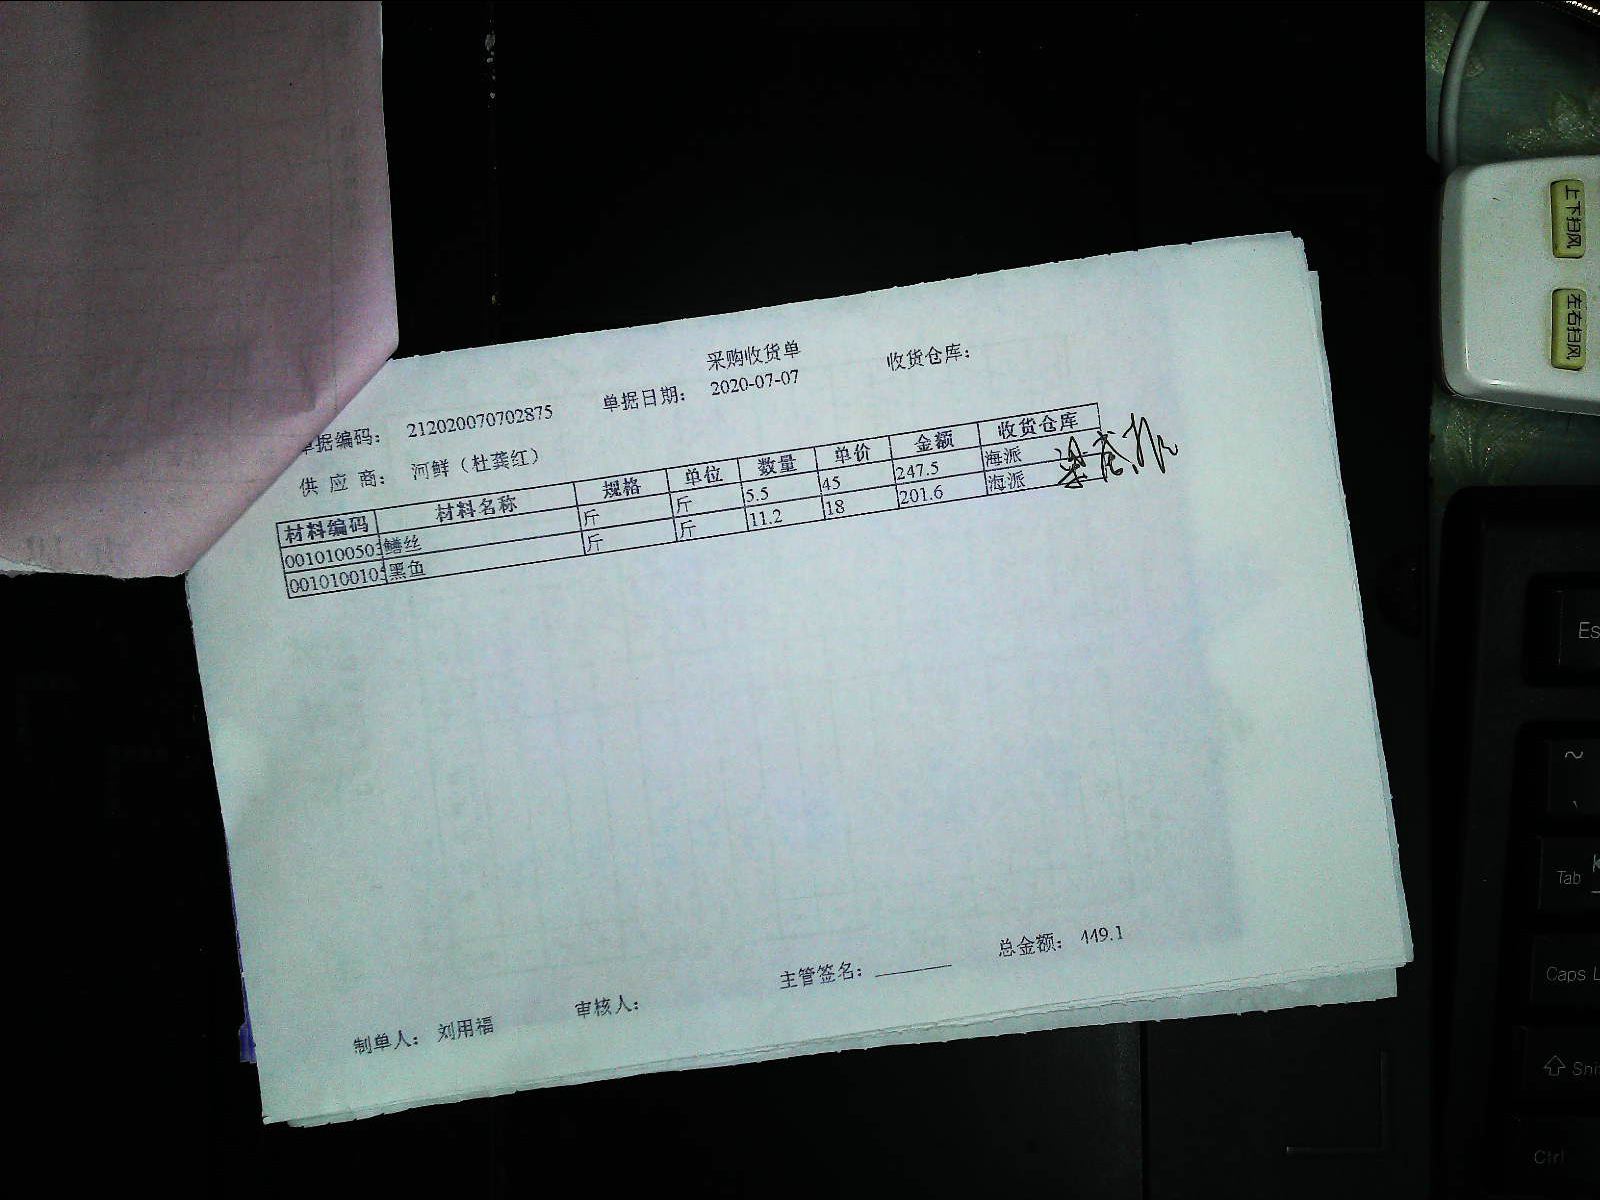 采购收货单
收货仓库：
单据编码： 212020070702875 单据日期： 2020-07-07
供应商： 河鲜（杜龚红）
材料编码 材料名称 规格 单位 数量 单价 金额 收货仓库
001010050 鳝丝 斤 斤 5.5 45 247.5 海派
001010010 黑鱼 斤 斤 11.2 18 201.6 海派
制单人： 刘用福 审核人： 主管签名： 总金额： 449.1
上下扫风
左右扫风
Es
~
Tab
Caps L
Ctrl